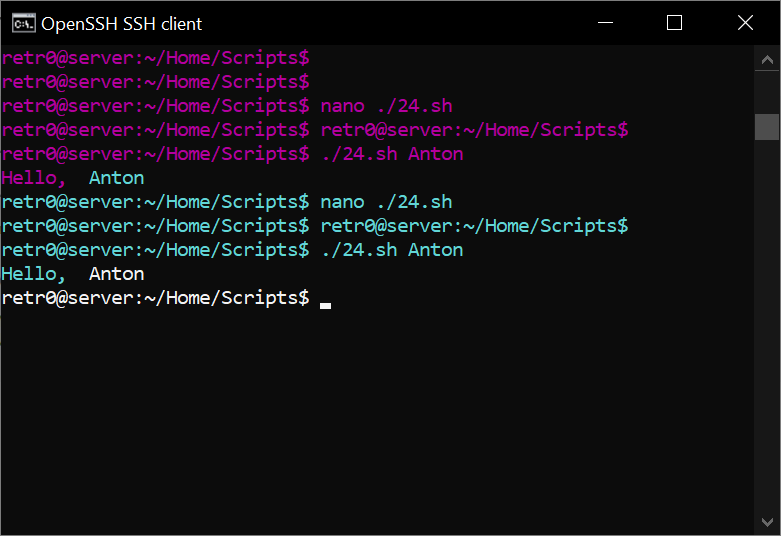 OpenSSH SSH client
retr0@server:~/Home/Scripts$
retr0@server:~/Home/Scripts$
retr0@server:~/Home/Scripts$ nano ./24.sh
retr0@server:~/Home/Scripts$ retr0@server:~/Home/Scripts$
retr0@server:~/Home/Scripts$ ./24.sh Anton
Hello,  Anton
retr0@server:~/Home/Scripts$ nano ./24.sh
retr0@server:~/Home/Scripts$ retr0@server:~/Home/Scripts$
retr0@server:~/Home/Scripts$ ./24.sh Anton
Hello,  Anton
retr0@server:~/Home/Scripts$